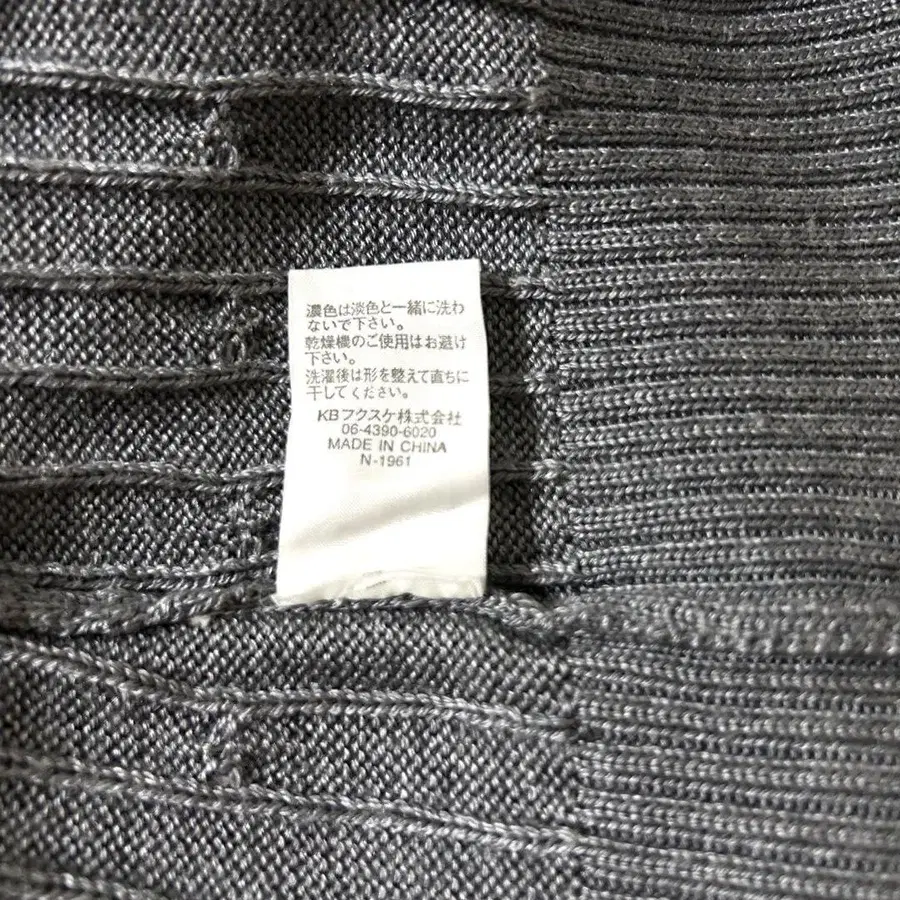 濃色は淡色と一緒に洗わ
ないで下さい。
乾燥機のご使用はお避け
下さい。
洗濯後は形を整えて直ちに
干してください。
KBフクスケ株式会社
06-4390-6020
MADE IN CHINA
N-1961